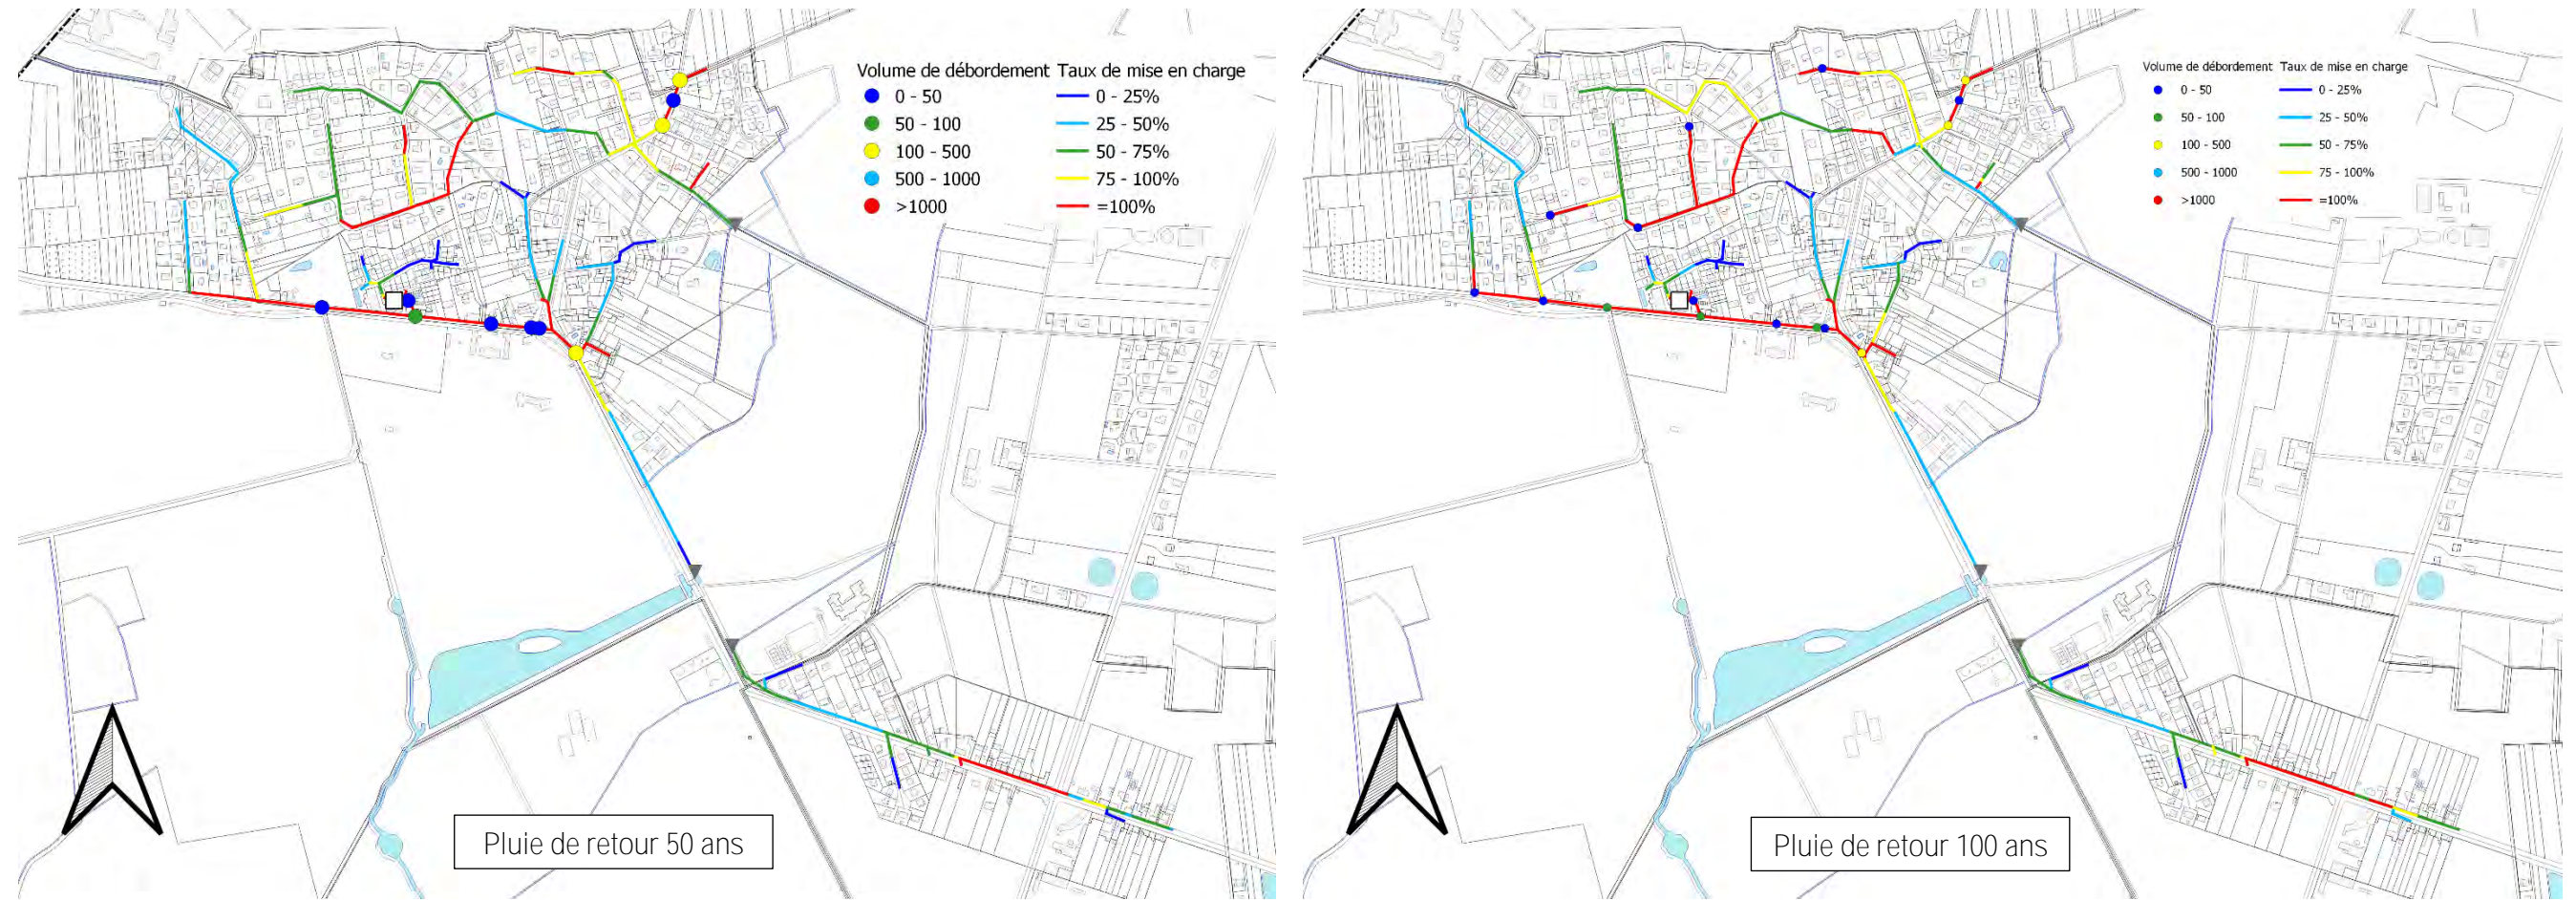 Volume de débordement Taux de mise en charge
0 - 50 0 - 25%
50 - 100 25 - 50%
100 - 500 50 - 75%
500 - 1000 75 - 100%
>1000 =100%
Pluie de retour 50 ans
Volume de débordement Taux de mise en charge
0 - 50 0 - 25%
50 - 100 25 - 50%
100 - 500 50 - 75%
500 - 1000 75 - 100%
>1000 =100%
Pluie de retour 100 ans